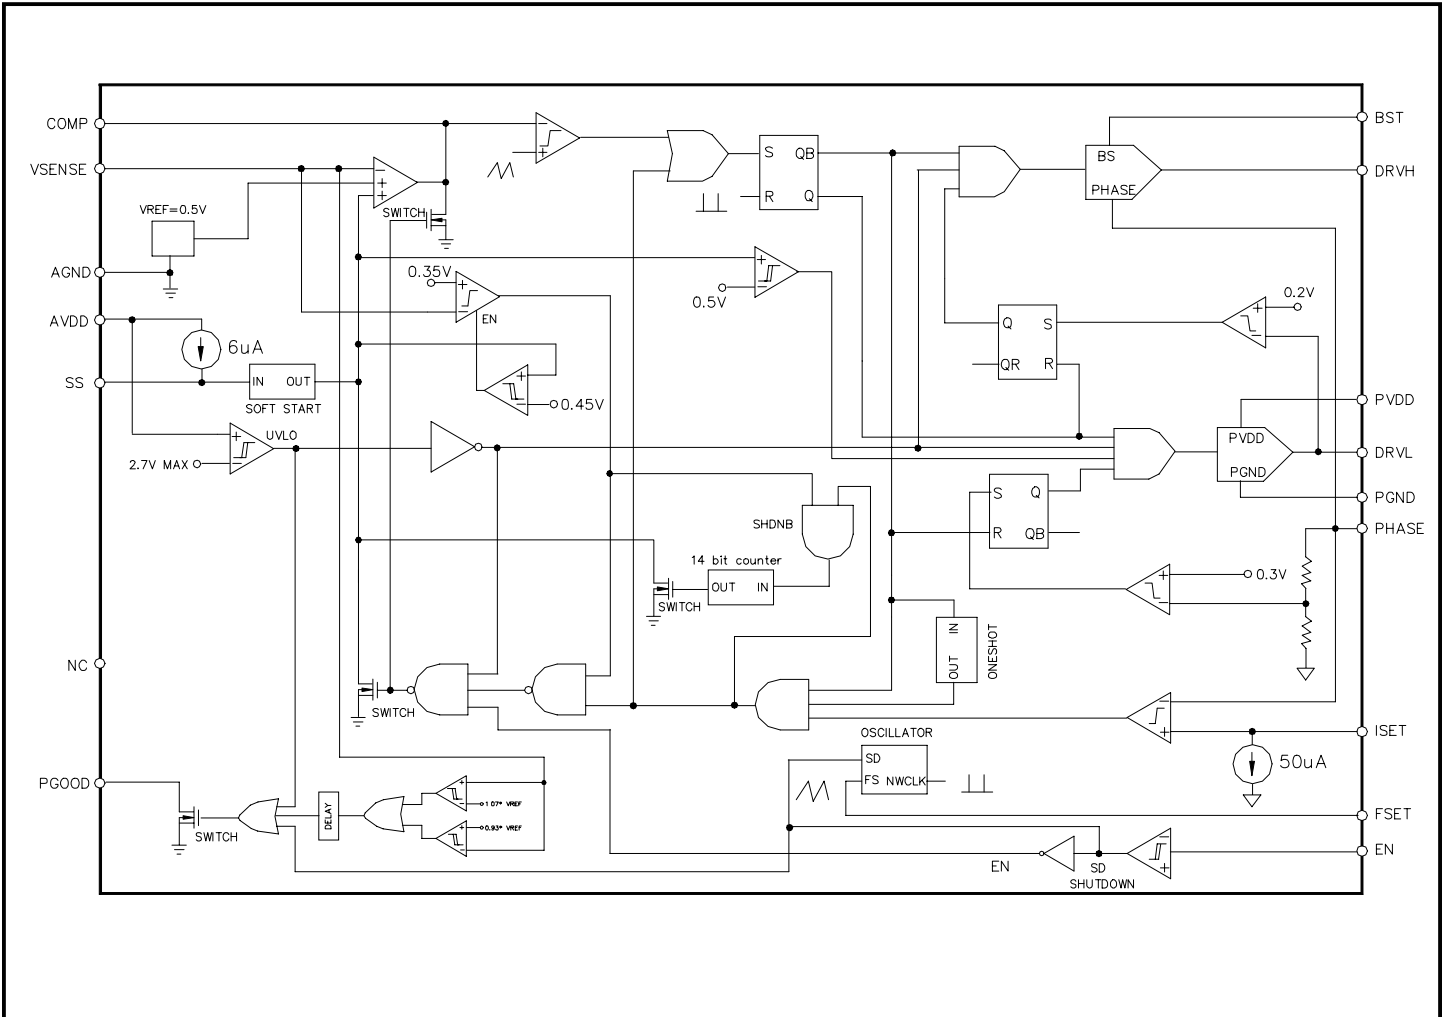 COMP
BST
S
QB
BS
VSENSE
DRVH
PHASE
R
Q
VREF=0.5V
SWITCH
AGND
0.35V
0.5V
0.2V
AVDD
EN
Q
S
6uA
QR
R
SS
IN
OUT
SOFT START
0.45V
PVDD
UVLO
PVDD
2.7V MAX
DRVL
PGND
S
Q
PGND
SHDNB
R
QB
PHASE
14 bit counter
0.3V
OUT
IN
SWITCH
IN
OUT
ONESHOT
NC
SWITCH
OSCILLATOR
ISET
SD
50uA
FS
NWCLK
PGOOD
1.07* VREF
DELAY
FSET
0.93* VREF
SWITCH
EN
EN
SD
SHUTDOWN